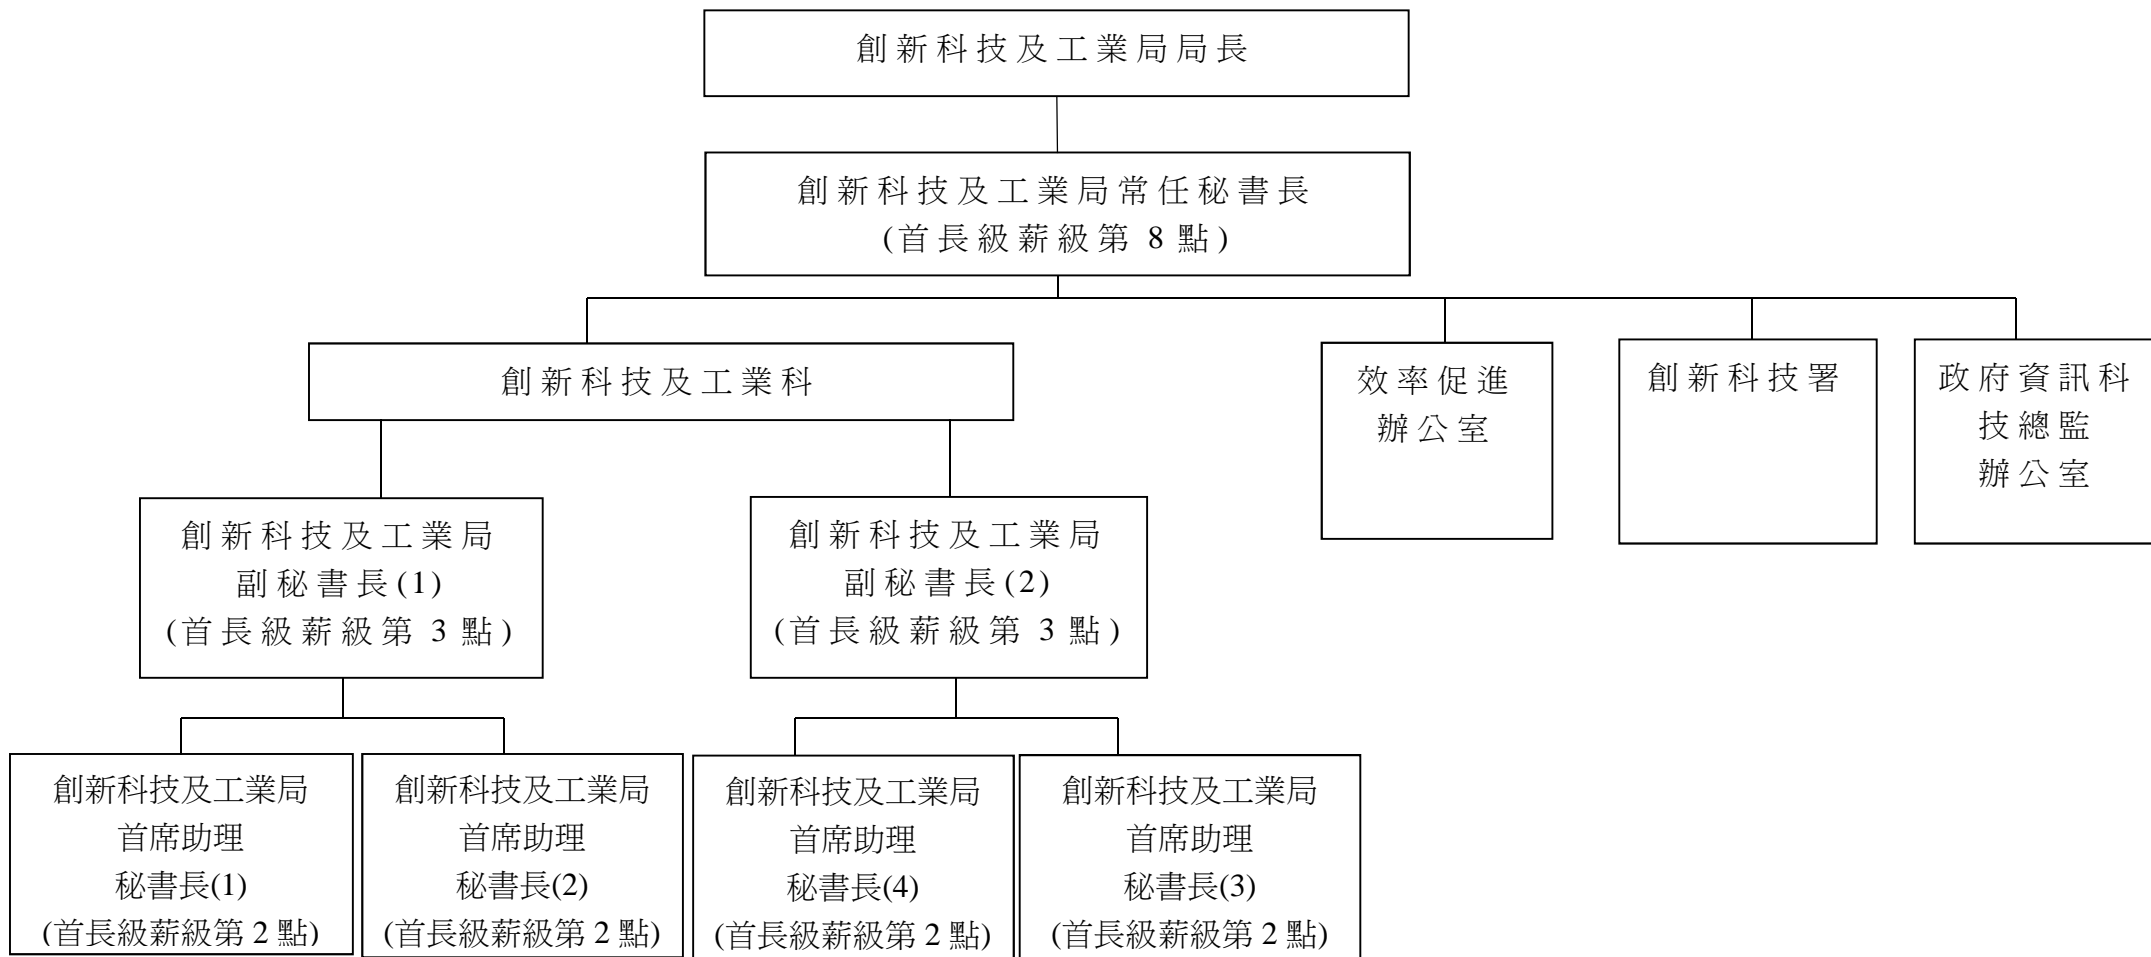 創新科技及工業局局長
創新科技及工業局常任秘書長
(首長級薪級第 8 點)
創新科技及工業科
效率促進
辦公室
創新科技署
政府資訊科
技總監
辦公室
創新科技及工業局
副秘書長(1)
(首長級薪級第 3 點)
創新科技及工業局
副秘書長(2)
(首長級薪級第 3 點)
創新科技及工業局
首席助理
秘書長(1)
(首長級薪級第 2 點)
創新科技及工業局
首席助理
秘書長(2)
(首長級薪級第 2 點)
創新科技及工業局
首席助理
秘書長(4)
(首長級薪級第 2 點)
創新科技及工業局
首席助理
秘書長(3)
(首長級薪級第 2 點)